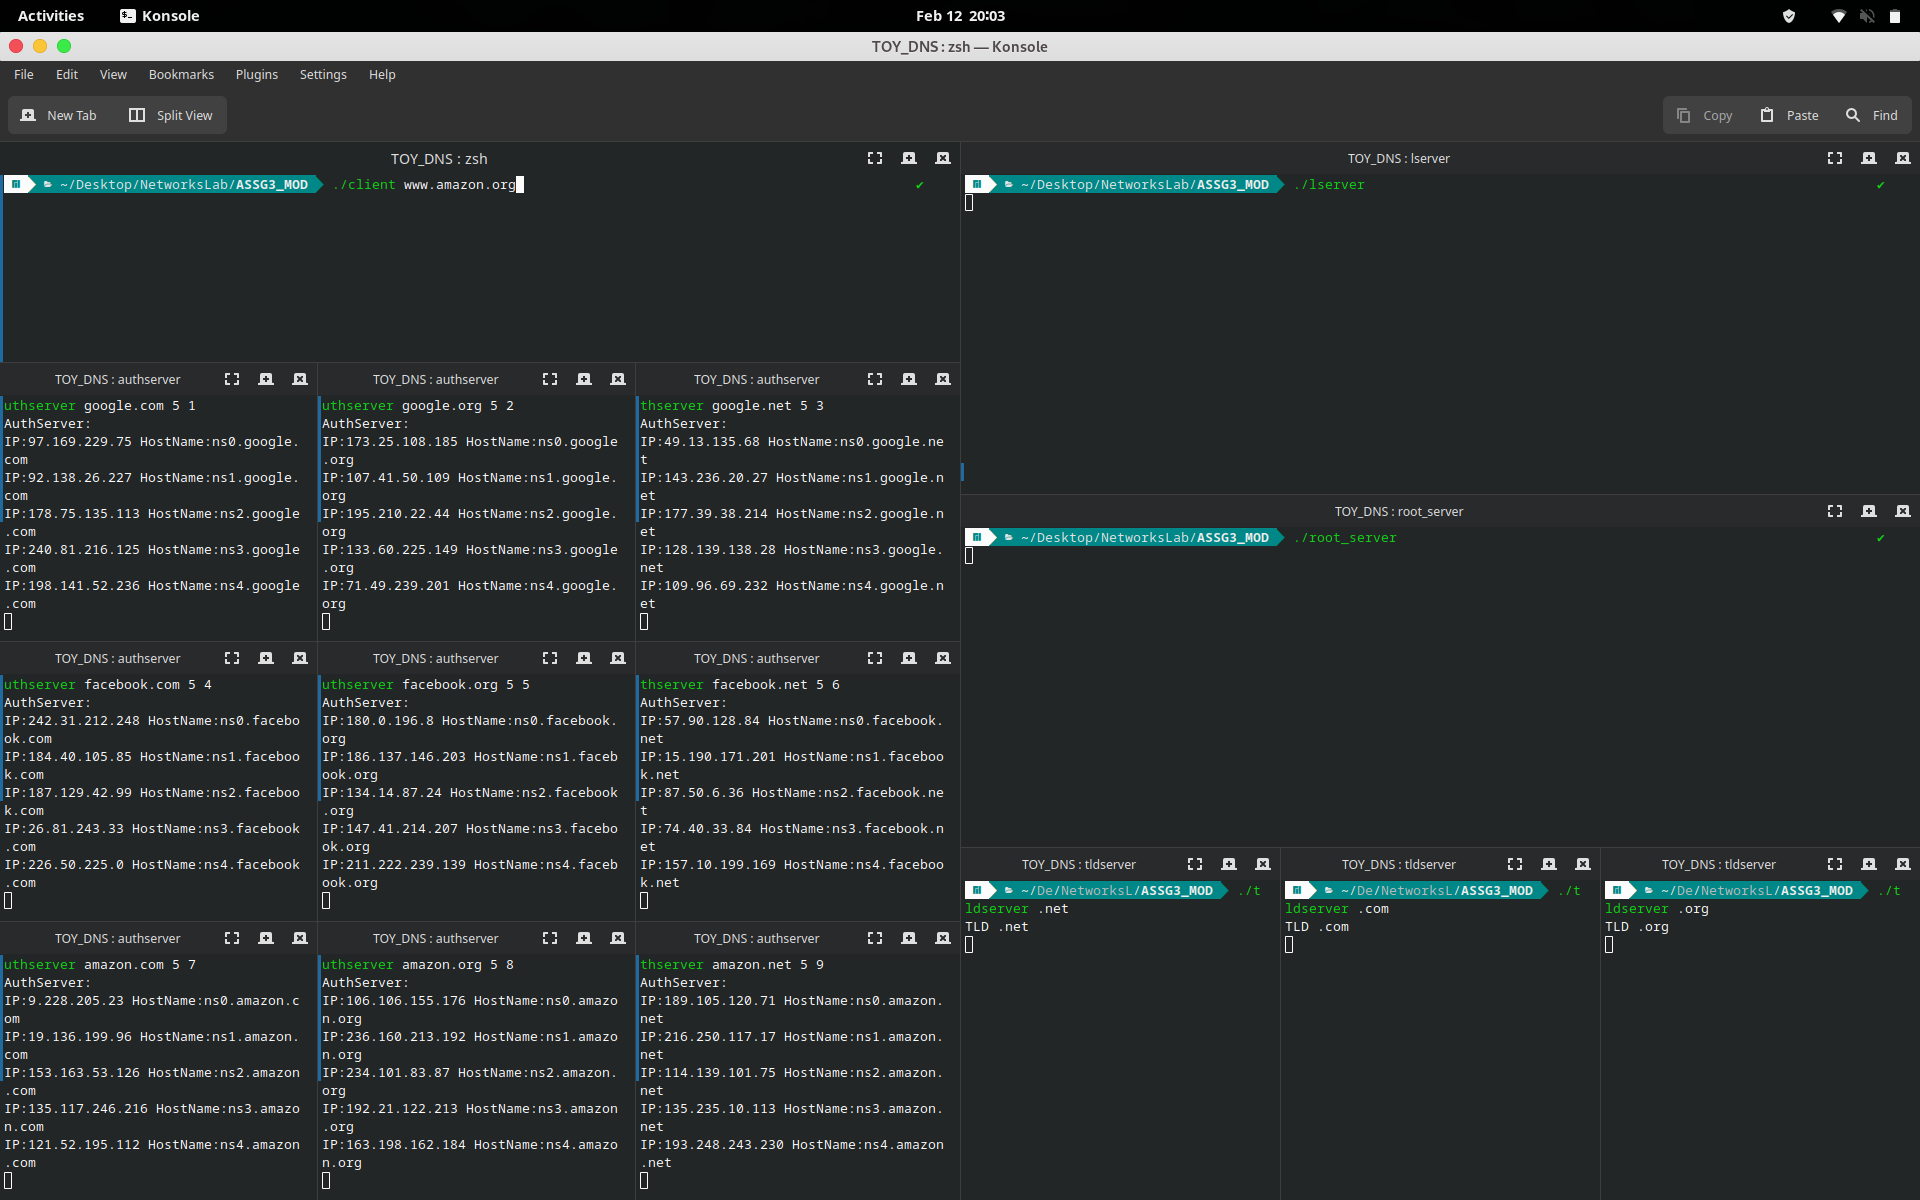 Activities Konsole Feb 12 20:03
TOY_DNS : zsh — Konsole
File Edit View Bookmarks Plugins Settings Help
New Tab Split View Copy Paste Find
TOY_DNS : zsh
~/Desktop/NetworksLab/ASSG3_MOD ./client www.amazon.org ✔
TOY_DNS : lserver
~/Desktop/NetworksLab/ASSG3_MOD ./lserver ✔
TOY_DNS : authserver
uthserver google.com 5 1
AuthServer:
IP:97.169.229.75 HostName:ns0.google.
com
IP:92.138.26.227 HostName:ns1.google.
com
IP:178.75.135.113 HostName:ns2.google
.com
IP:240.81.216.125 HostName:ns3.google
.com
IP:198.141.52.236 HostName:ns4.google
.com
TOY_DNS : authserver
uthserver google.org 5 2
AuthServer:
IP:173.25.108.185 HostName:ns0.google
.org
IP:107.41.50.109 HostName:ns1.google.
org
IP:195.210.22.44 HostName:ns2.google.
org
IP:133.60.225.149 HostName:ns3.google
.org
IP:71.49.239.201 HostName:ns4.google.
org
TOY_DNS : authserver
thserver google.net 5 3
AuthServer:
IP:49.13.135.68 HostName:ns0.google.ne
t
IP:143.236.20.27 HostName:ns1.google.n
et
IP:177.39.38.214 HostName:ns2.google.n
et
IP:128.139.138.28 HostName:ns3.google.
net
IP:109.96.69.232 HostName:ns4.google.n
et
TOY_DNS : root_server
~/Desktop/NetworksLab/ASSG3_MOD ./root_server ✔
TOY_DNS : authserver
uthserver facebook.com 5 4
AuthServer:
IP:242.31.212.248 HostName:ns0.facebo
ok.com
IP:184.40.105.85 HostName:ns1.faceboo
k.com
IP:187.129.42.99 HostName:ns2.faceboo
k.com
IP:26.81.243.33 HostName:ns3.facebook
.com
IP:226.50.225.0 HostName:ns4.facebook
.com
TOY_DNS : authserver
uthserver facebook.org 5 5
AuthServer:
IP:180.0.196.8 HostName:ns0.facebook.
org
IP:186.137.146.203 HostName:ns1.faceb
ook.org
IP:134.14.87.24 HostName:ns2.facebook
.org
IP:147.41.214.207 HostName:ns3.facebo
ok.org
IP:211.222.239.139 HostName:ns4.faceb
ook.org
TOY_DNS : authserver
thserver facebook.net 5 6
AuthServer:
IP:57.90.128.84 HostName:ns0.facebook.
net
IP:15.190.171.201 HostName:ns1.faceboo
k.net
IP:87.50.6.36 HostName:ns2.facebook.ne
t
IP:74.40.33.84 HostName:ns3.facebook.n
et
IP:157.10.199.169 HostName:ns4.faceboo
k.net
TOY_DNS : authserver
uthserver amazon.com 5 7
AuthServer:
IP:9.228.205.23 HostName:ns0.amazon.c
om
IP:19.136.199.96 HostName:ns1.amazon.
com
IP:153.163.53.126 HostName:ns2.amazon
.com
IP:135.117.246.216 HostName:ns3.amazo
n.com
IP:121.52.195.112 HostName:ns4.amazon
.com
TOY_DNS : authserver
uthserver amazon.org 5 8
AuthServer:
IP:106.106.155.176 HostName:ns0.amazo
n.org
IP:236.160.213.192 HostName:ns1.amazo
n.org
IP:234.101.83.87 HostName:ns2.amazon.
org
IP:192.21.122.213 HostName:ns3.amazon
.org
IP:163.198.162.184 HostName:ns4.amazo
n.org
TOY_DNS : authserver
thserver amazon.net 5 9
AuthServer:
IP:189.105.120.71 HostName:ns0.amazon.
net
IP:216.250.117.17 HostName:ns1.amazon.
net
IP:114.139.101.75 HostName:ns2.amazon.
net
IP:135.235.10.113 HostName:ns3.amazon.
net
IP:193.248.243.230 HostName:ns4.amazon
.net
TOY_DNS : tldserver
~/De/NetworksL/ASSG3_MOD ./t
ldserver .net
TLD .net
TOY_DNS : tldserver
~/De/NetworksL/ASSG3_MOD ./t
ldserver .com
TLD .com
TOY_DNS : tldserver
~/De/NetworksL/ASSG3_MOD ./t
ldserver .org
TLD .org